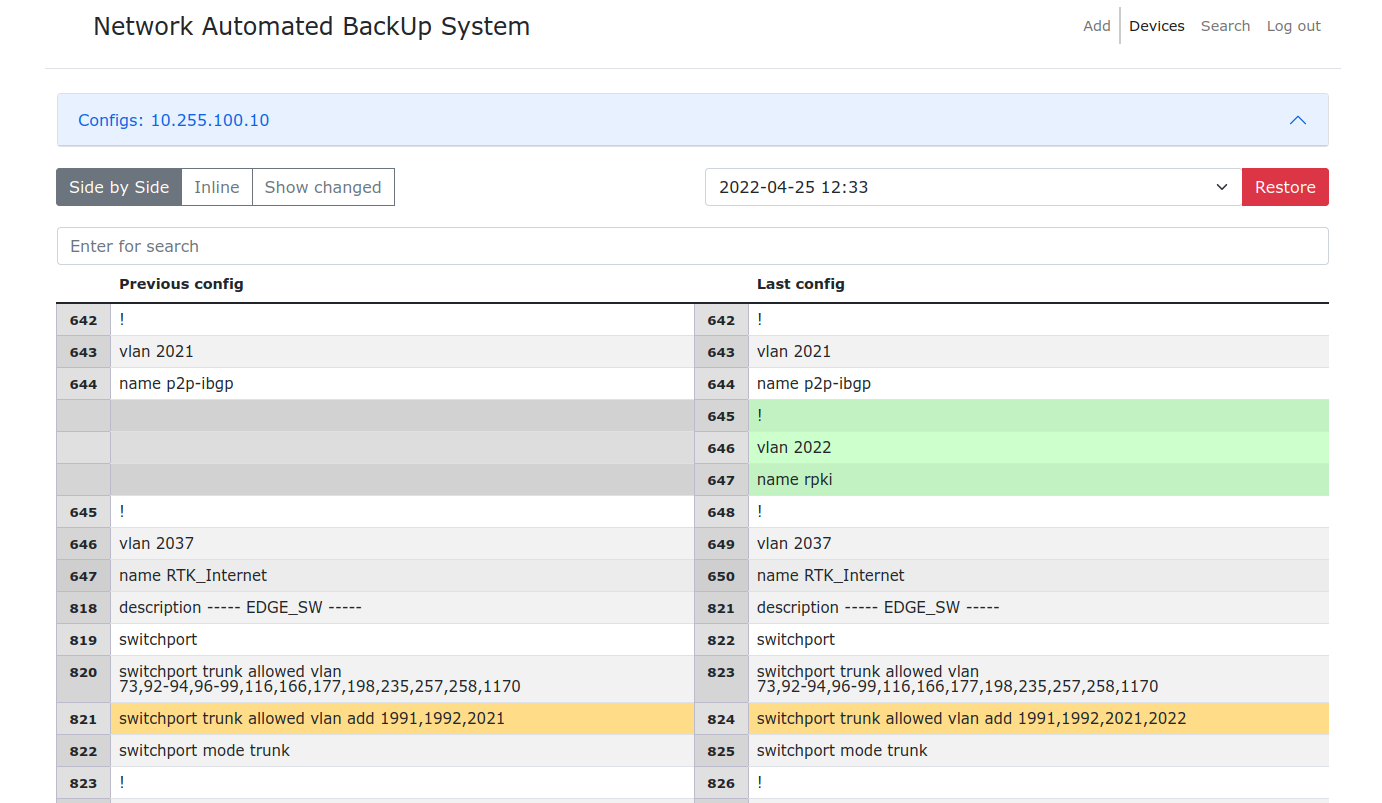 Network Automated BackUp System
Add Devices Search Log out
Configs: 10.255.100.10
Side by Side Inline Show changed 2022-04-25 12:33 Restore
Enter for search
Previous config Last config
642 ! 642 !
643 vlan 2021 643 vlan 2021
644 name p2p-ibgp 644 name p2p-ibgp
645 !
646 vlan 2022
647 name rpki
645 ! 648 !
646 vlan 2037 649 vlan 2037
647 name RTK_Internet 650 name RTK_Internet
818 description ----- EDGE_SW ----- 821 description ----- EDGE_SW -----
819 switchport 822 switchport
820 switchport trunk allowed vlan 823 switchport trunk allowed vlan
73,92-94,96-99,116,166,177,198,235,257,258,1170 73,92-94,96-99,116,166,177,198,235,257,258,1170
821 switchport trunk allowed vlan add 1991,1992,2021 824 switchport trunk allowed vlan add 1991,1992,2021,2022
822 switchport mode trunk 825 switchport mode trunk
823 ! 826 !